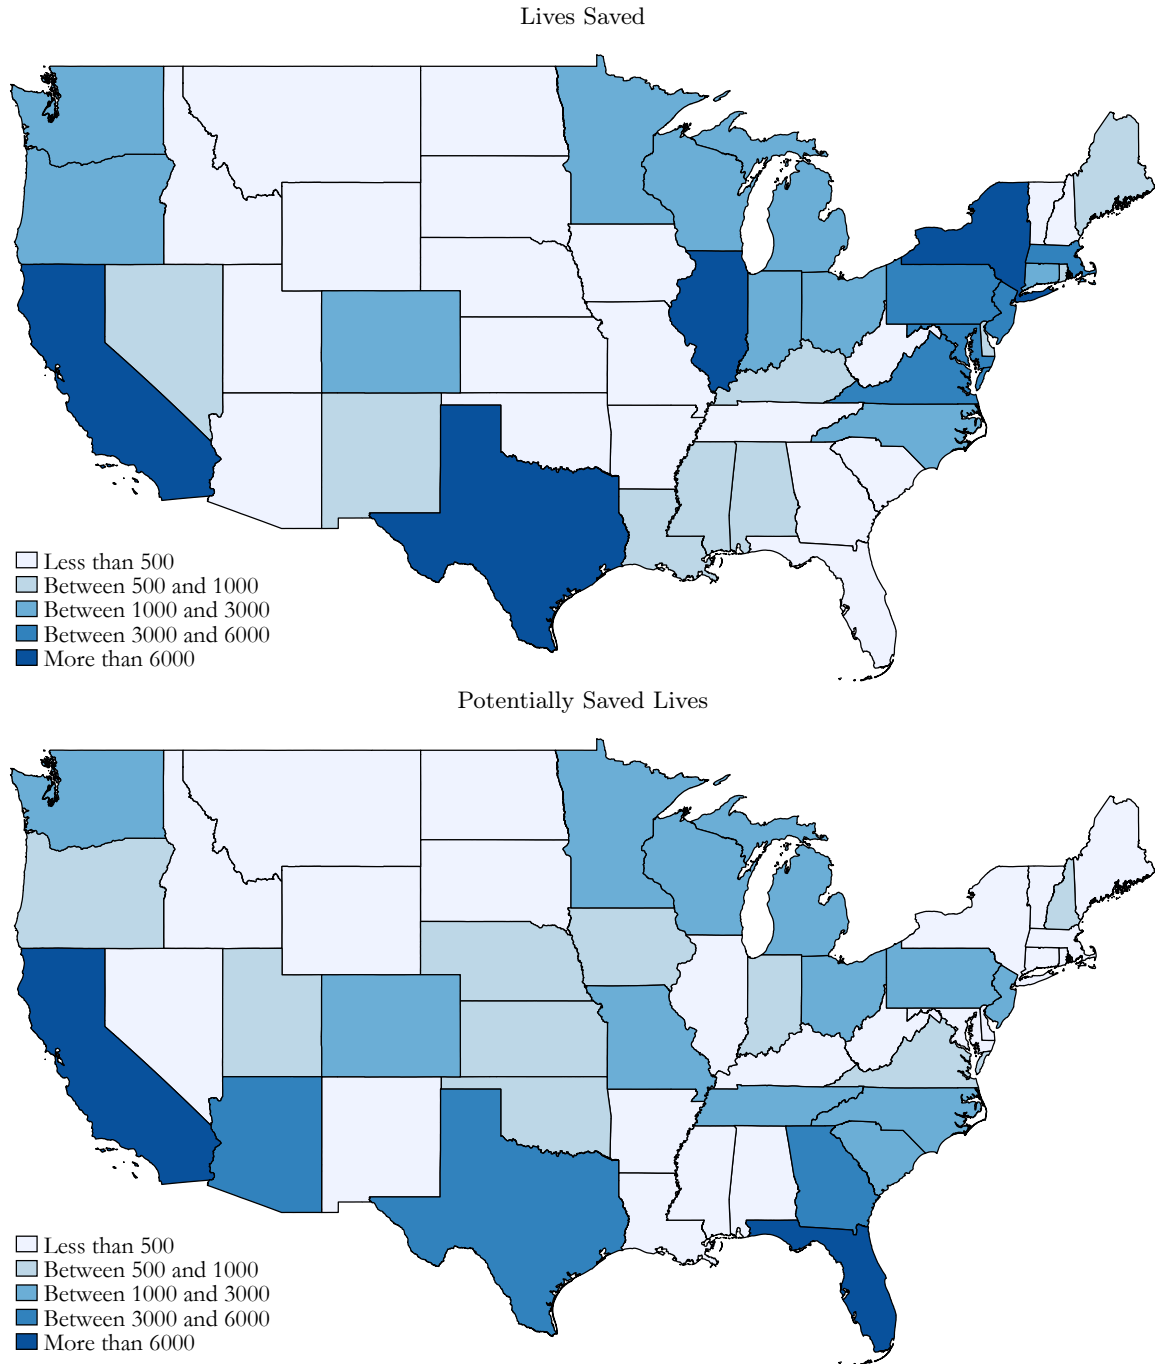 Lives Saved
Less than 500
Between 500 and 1000
Between 1000 and 3000
Between 3000 and 6000
More than 6000
Potentially Saved Lives
Less than 500
Between 500 and 1000
Between 1000 and 3000
Between 3000 and 6000
More than 6000